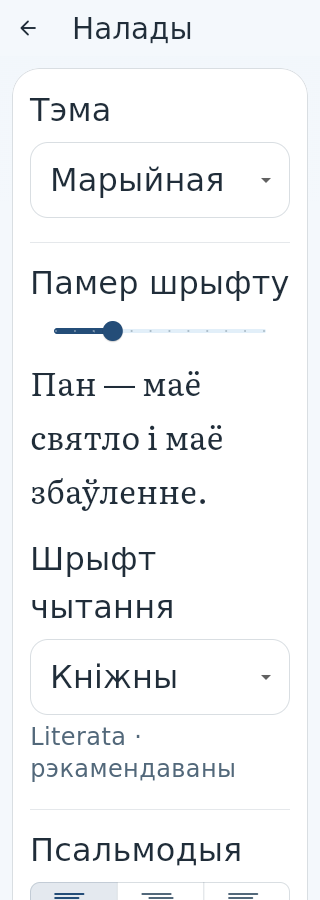 Налады
Тэма
Марыйная
Памер шрыфту
Пан — маё
святло і маё
збаўленне.
Шрыфт
чытання
Кніжны
Literata ·
рэкамендаваны
Псальмодыя